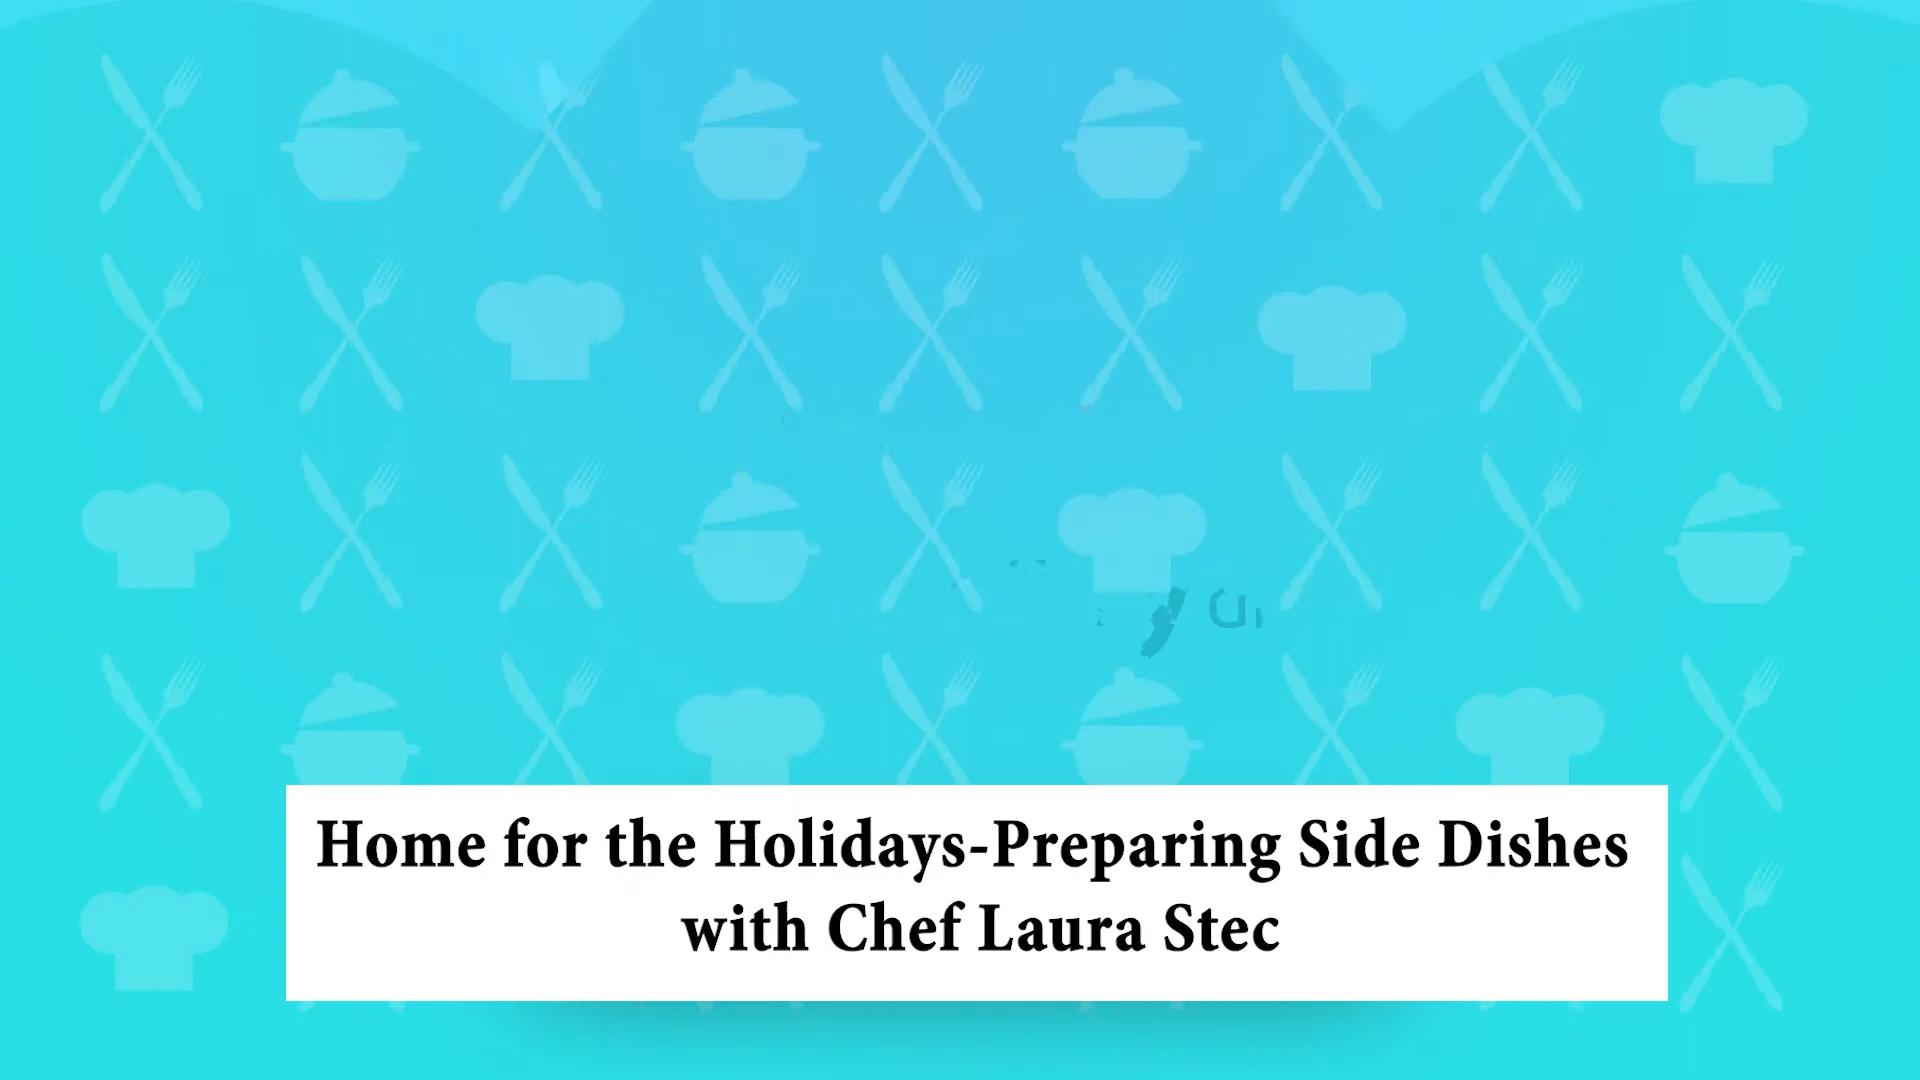 Home for the Holidays-Preparing Side Dishes
with Chef Laura Stec